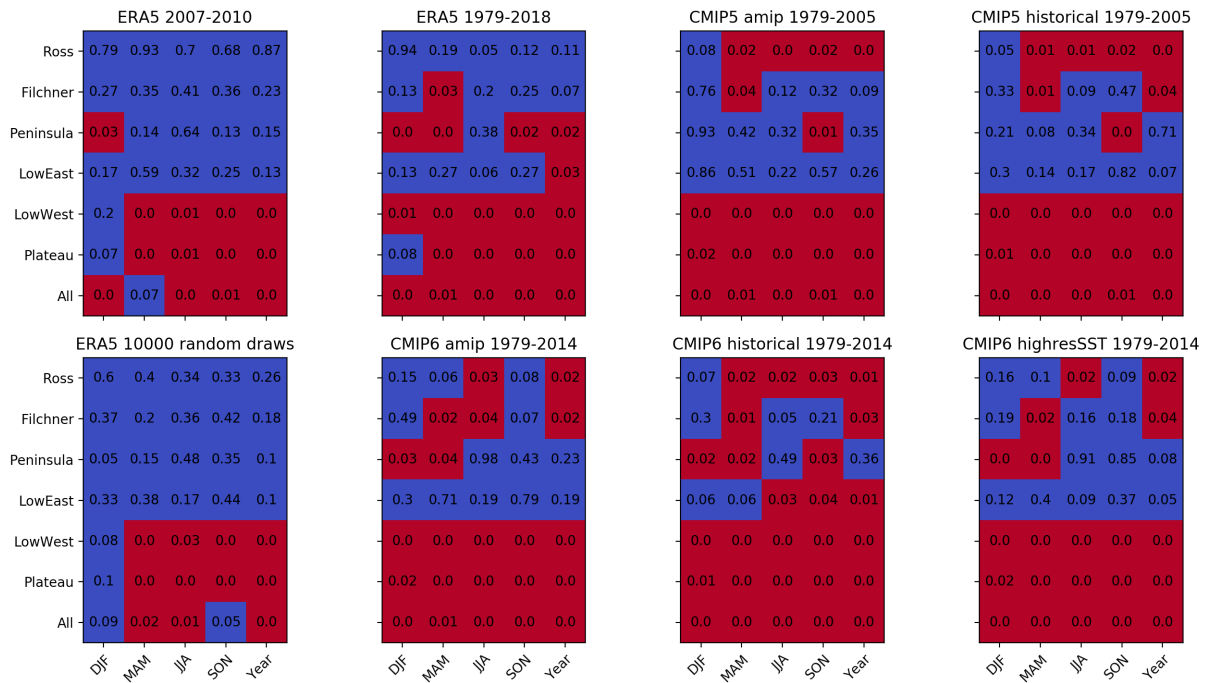 ERA5 2007-2010 ERA5 1979-2018 CMIP5 amip 1979-2005 CMIP5 historical 1979-2005
Ross 0.79 0.93 0.7 0.68 0.87 0.94 0.19 0.05 0.12 0.11 0.08 0.02 0.0 0.02 0.0 0.05 0.01 0.01 0.02 0.0
Filchner 0.27 0.35 0.41 0.36 0.23 0.13 0.03 0.2 0.25 0.07 0.76 0.04 0.12 0.32 0.09 0.33 0.01 0.09 0.47 0.04
Peninsula 0.03 0.14 0.64 0.13 0.15 0.0 0.0 0.38 0.02 0.02 0.93 0.42 0.32 0.01 0.35 0.21 0.08 0.34 0.0 0.71
LowEast 0.17 0.59 0.32 0.25 0.13 0.13 0.27 0.06 0.27 0.03 0.86 0.51 0.22 0.57 0.26 0.3 0.14 0.17 0.82 0.07
LowWest 0.2 0.0 0.01 0.0 0.0 0.01 0.0 0.0 0.0 0.0 0.0 0.0 0.0 0.0 0.0 0.0 0.0 0.0 0.0 0.0
Plateau 0.07 0.0 0.01 0.0 0.0 0.08 0.0 0.0 0.0 0.0 0.02 0.0 0.0 0.0 0.0 0.01 0.0 0.0 0.0 0.0
All 0.0 0.07 0.0 0.01 0.0 0.0 0.01 0.0 0.0 0.0 0.0 0.01 0.0 0.01 0.0 0.0 0.0 0.0 0.01 0.0
ERA5 10000 random draws CMIP6 amip 1979-2014 CMIP6 historical 1979-2014 CMIP6 highresSST 1979-2014
Ross 0.6 0.4 0.34 0.33 0.26 0.15 0.06 0.03 0.08 0.02 0.07 0.02 0.02 0.03 0.01 0.16 0.1 0.02 0.09 0.02
Filchner 0.37 0.2 0.36 0.42 0.18 0.49 0.02 0.04 0.07 0.02 0.3 0.01 0.05 0.21 0.03 0.19 0.02 0.16 0.18 0.04
Peninsula 0.05 0.15 0.48 0.35 0.1 0.03 0.04 0.98 0.43 0.23 0.02 0.02 0.49 0.03 0.36 0.0 0.0 0.91 0.85 0.08
LowEast 0.33 0.38 0.17 0.44 0.1 0.3 0.71 0.19 0.79 0.19 0.06 0.06 0.03 0.04 0.01 0.12 0.4 0.09 0.37 0.05
LowWest 0.08 0.0 0.03 0.0 0.0 0.0 0.0 0.0 0.0 0.0 0.0 0.0 0.0 0.0 0.0 0.0 0.0 0.0 0.0 0.0
Plateau 0.1 0.0 0.0 0.0 0.0 0.02 0.0 0.0 0.0 0.0 0.01 0.0 0.0 0.0 0.0 0.02 0.0 0.0 0.0 0.0
All 0.09 0.02 0.01 0.05 0.0 0.0 0.01 0.0 0.0 0.0 0.0 0.0 0.0 0.0 0.0 0.0 0.0 0.0 0.0 0.0
DJF MAM JJA SON Year DJF MAM JJA SON Year DJF MAM JJA SON Year DJF MAM JJA SON Year